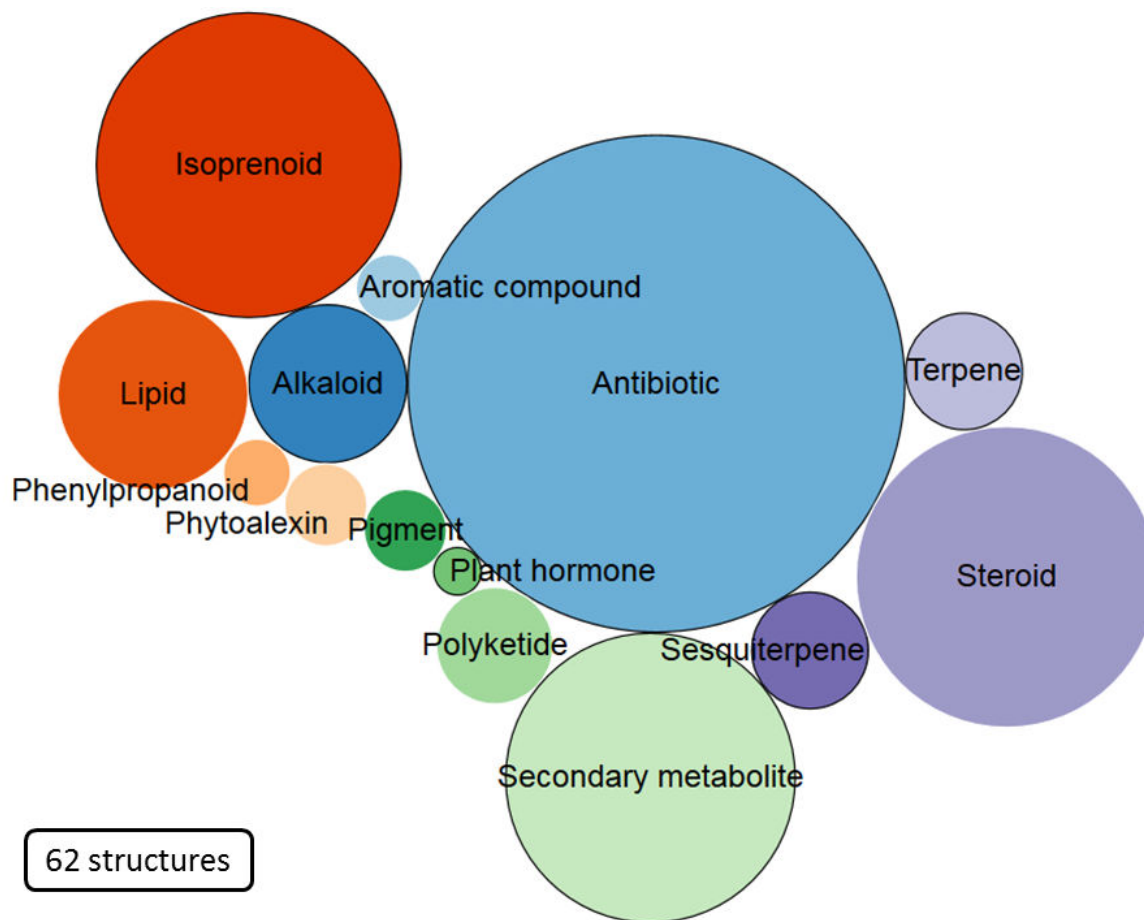 Isoprenoid
Aromatic compound
Lipid
Alkaloid
Antibiotic
Terpene
Phenylpropanoid
Phytoalexin
Pigment
Plant hormone
Steroid
Polyketide
Sesquiterpene
Secondary metabolite
62 structures